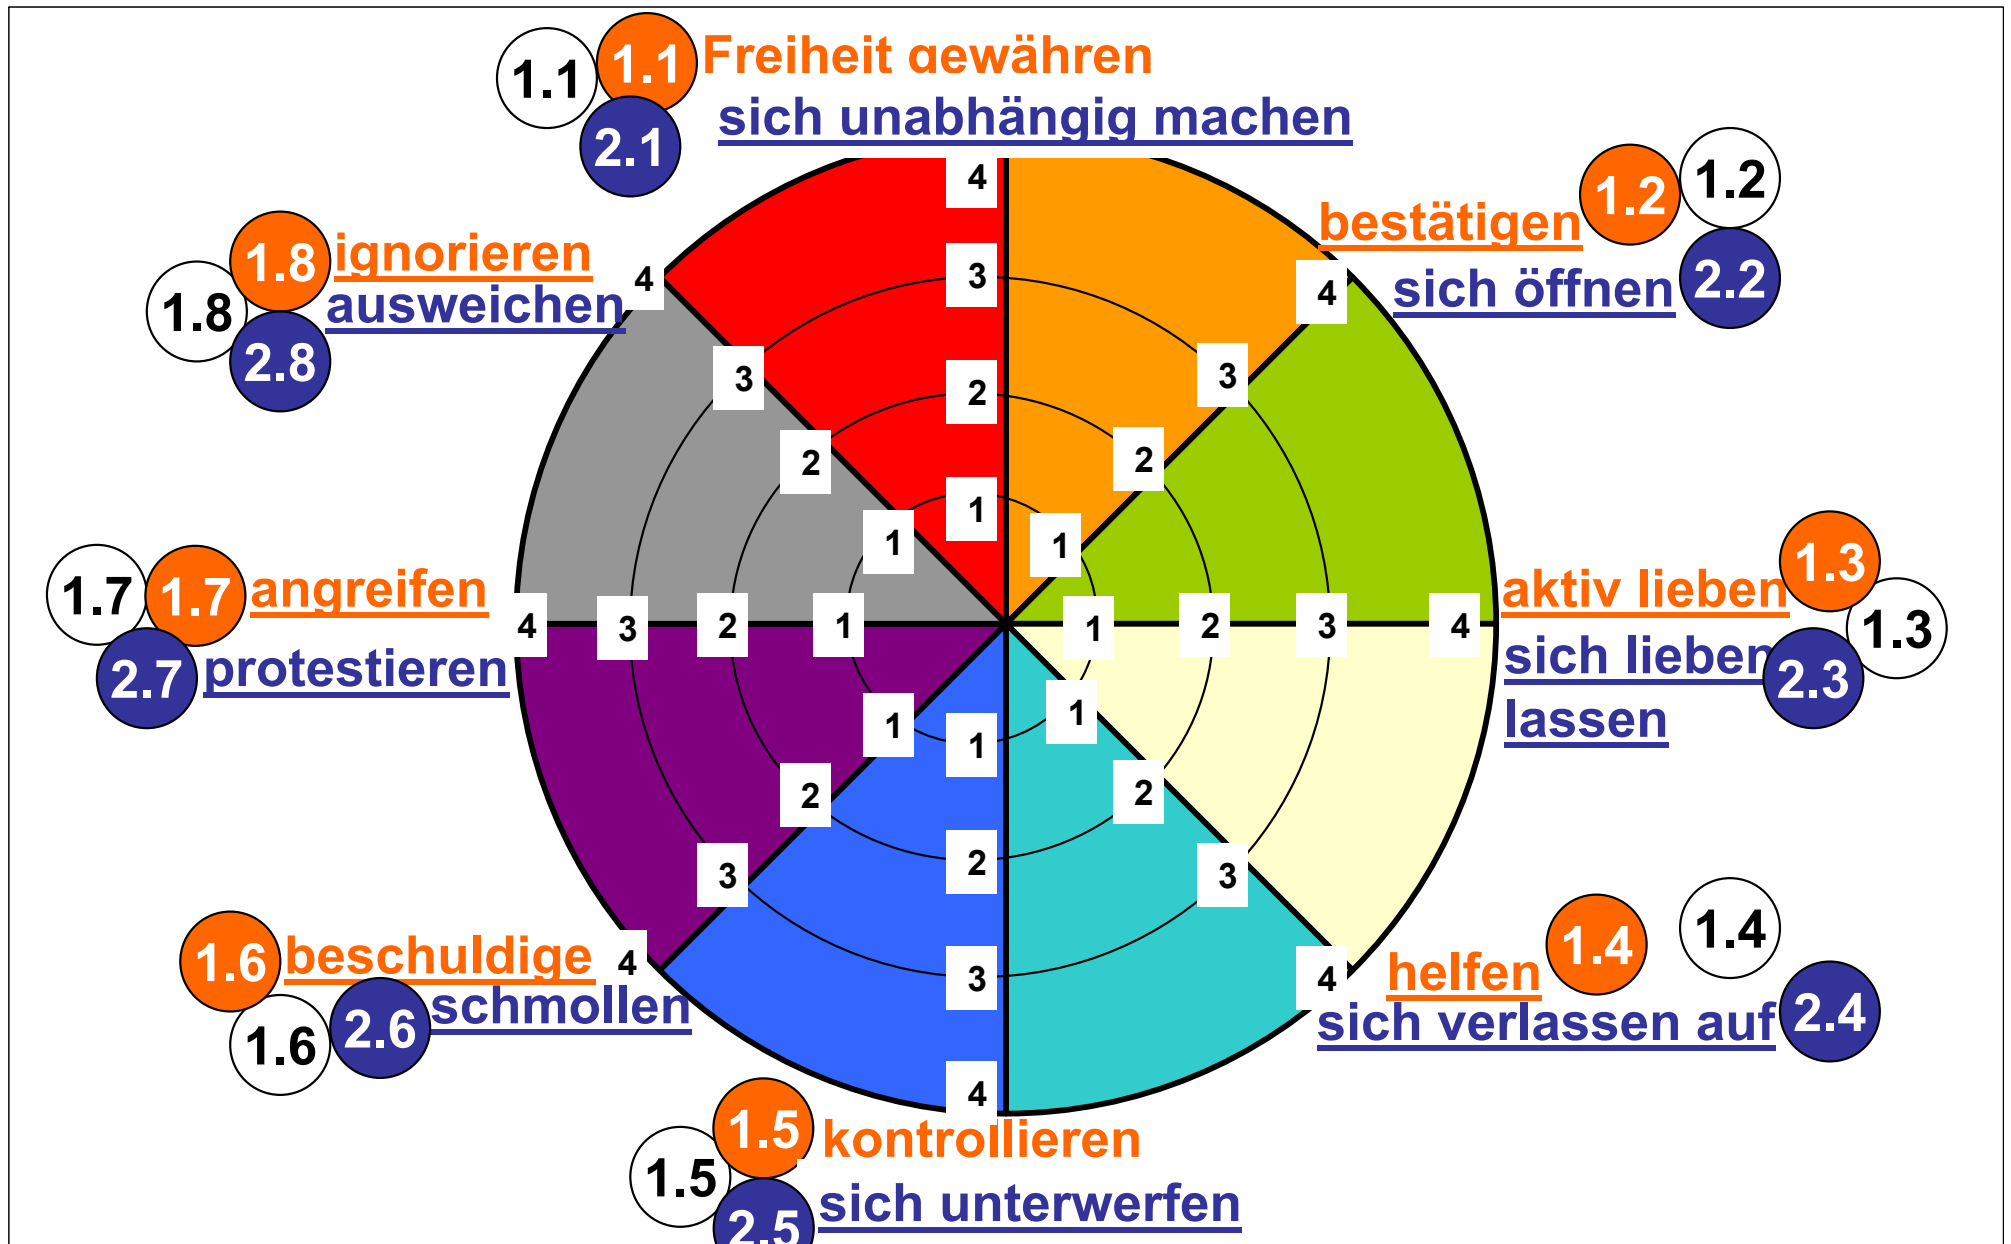 1.1 1.1 Freiheit gewähren
2.1 sich unabhängig machen
bestätigen 1.2 1.2
sich öffnen 2.2
1.8 ignorieren
1.8 ausweichen
2.8
aktiv lieben 1.3
1.3
sich lieben 2.3
lassen
1.7 1.7 angreifen
2.7 protestieren
helfen 1.4 1.4
sich verlassen auf 2.4
1.6 beschuldige
1.6 2.6 schmollen
1.5 kontrollieren
1.5
2.5 sich unterwerfen
4
3
2
1
4
3
2
1
1 2 3 4
1
2
3
4
1
2
3
4
1
2
3
4
4 3 2 1
4
3
2
1